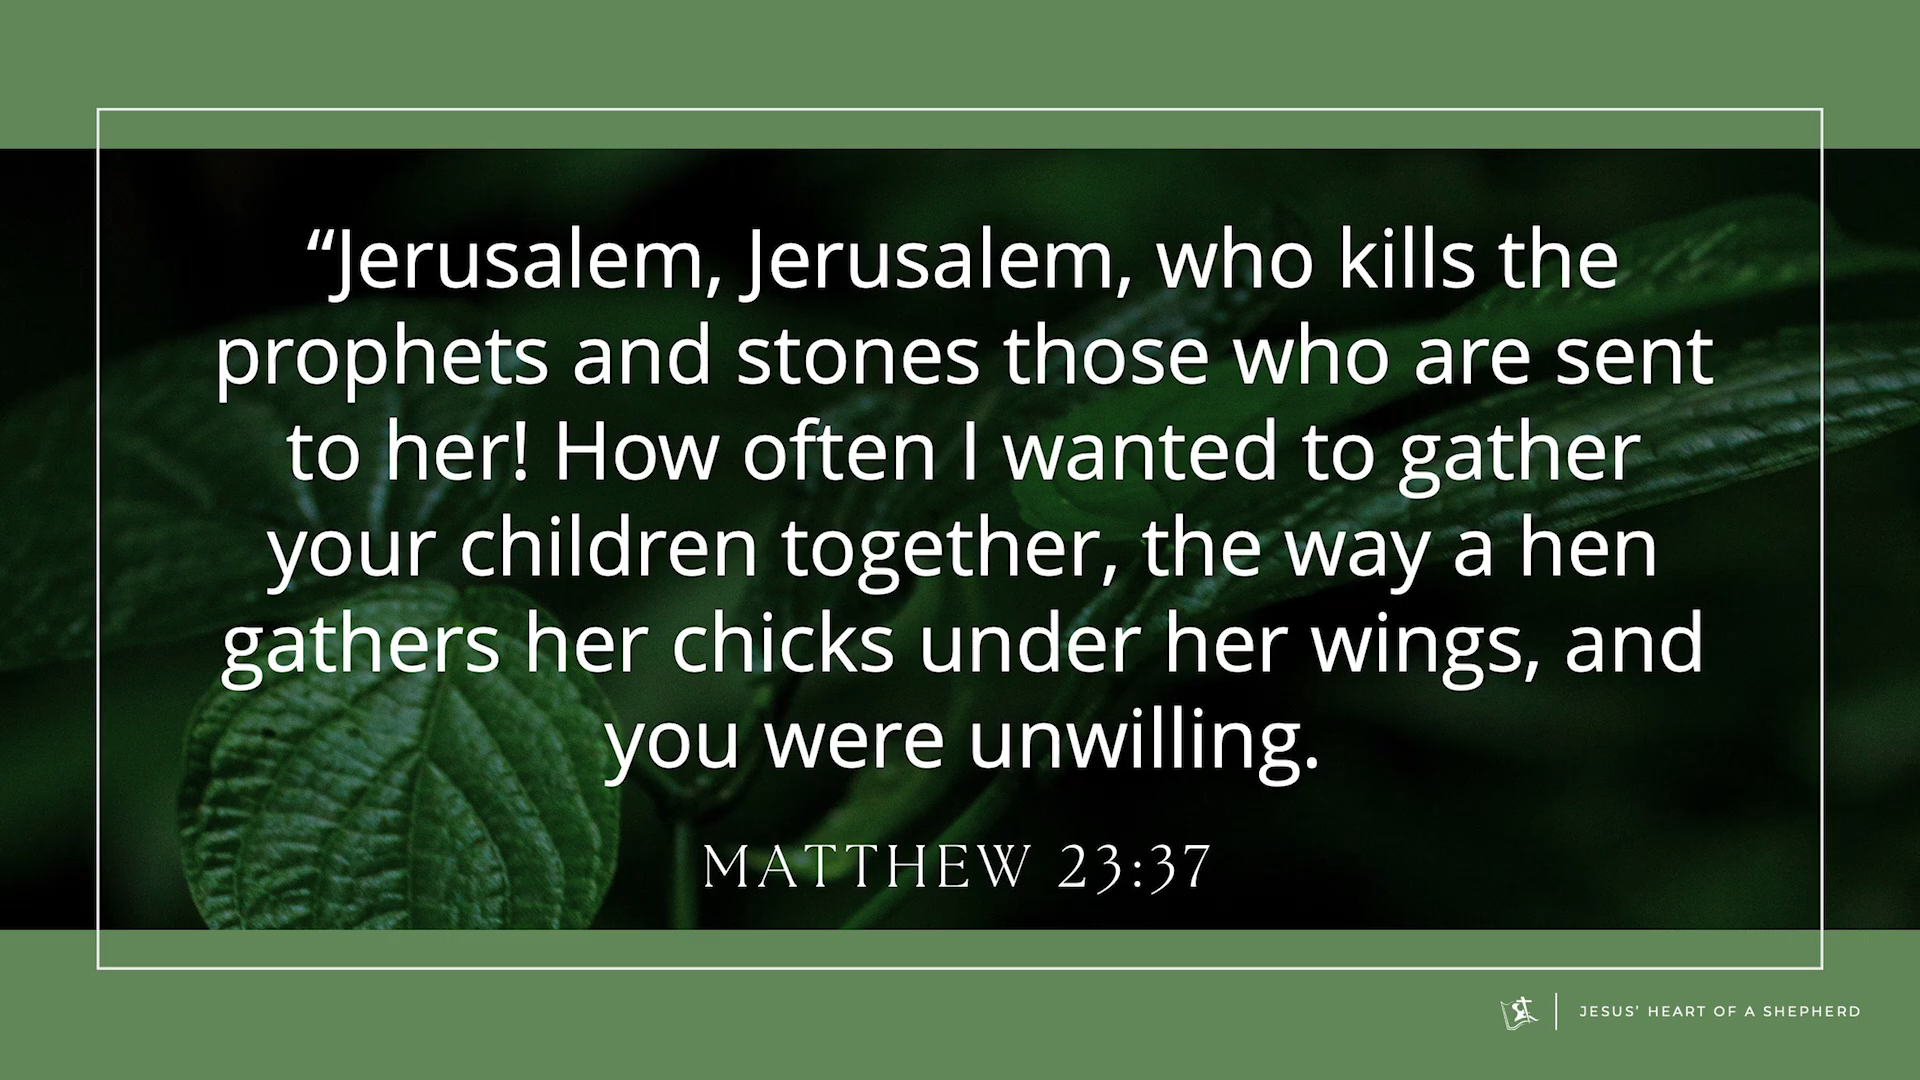 “Jerusalem, Jerusalem, who kills the
prophets and stones those who are sent
to her! How often I wanted to gather
your children together, the way a hen
gathers her chicks under her wings, and
you were unwilling.
MATTHEW 23:37
JESUS’ HEART OF A SHEPHERD